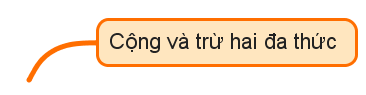 Cộng và trừ hai đa thức